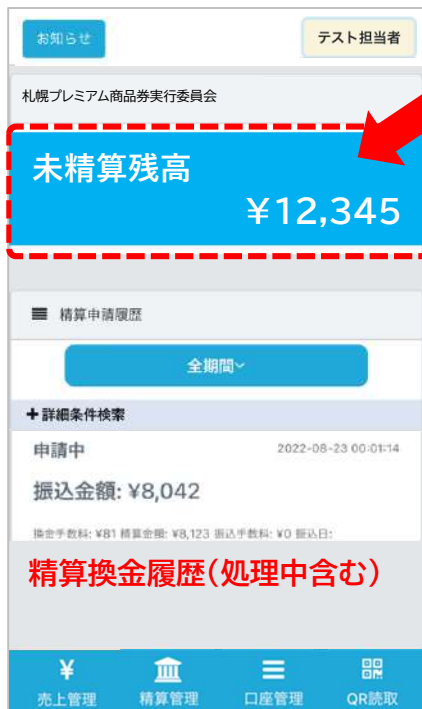 お知らせ
テスト担当者
札幌プレミアム商品券実行委員会
未精算残高
¥12,345
精算申請履歴
全期間
+詳細条件検索
申請中 2022-08-23 00:01:14
振込金額: ¥8,042
換金手数料: ¥81 精算金額: ¥8,123 振込手数料: ¥0 振込日:
精算換金履歴(処理中含む)
¥
売上管理 精算管理 口座管理 QR読取